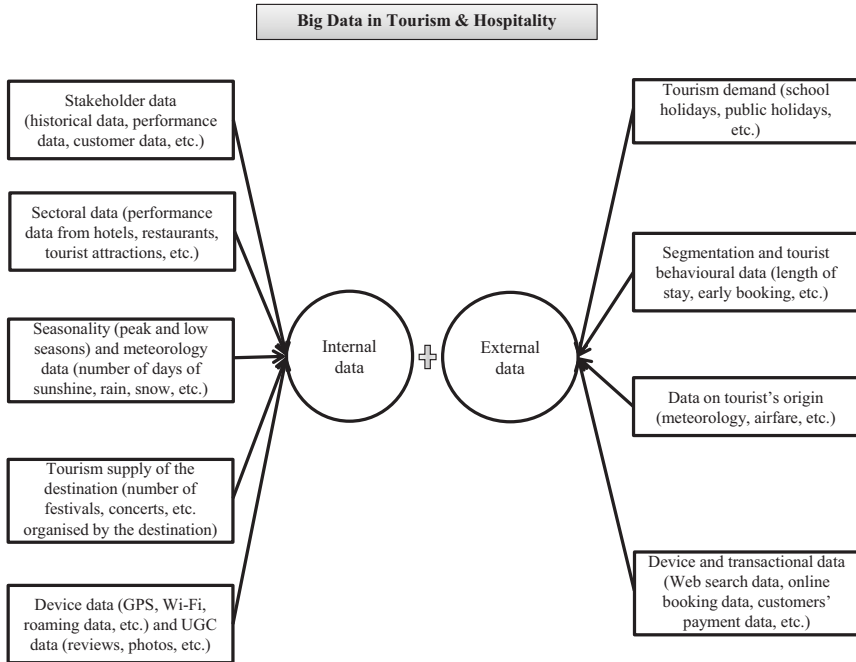 Big Data in Tourism & Hospitality
Stakeholder data
(historical data, performance
data, customer data, etc.)
Sectoral data (performance
data from hotels, restaurants,
tourist attractions, etc.)
Seasonality (peak and low
seasons) and meteorology
data (number of days of
sunshine, rain, snow, etc.)
Tourism supply of the
destination (number of
festivals, concerts, etc.
organised by the destination)
Device data (GPS, Wi-Fi,
roaming data, etc.) and UGC
data (reviews, photos, etc.)
Internal
data
+
External
data
Tourism demand (school
holidays, public holidays,
etc.)
Segmentation and tourist
behavioural data (length of
stay, early booking, etc.)
Data on tourist’s origin
(meteorology, airfare, etc.)
Device and transactional data
(Web search data, online
booking data, customers’
payment data, etc.)